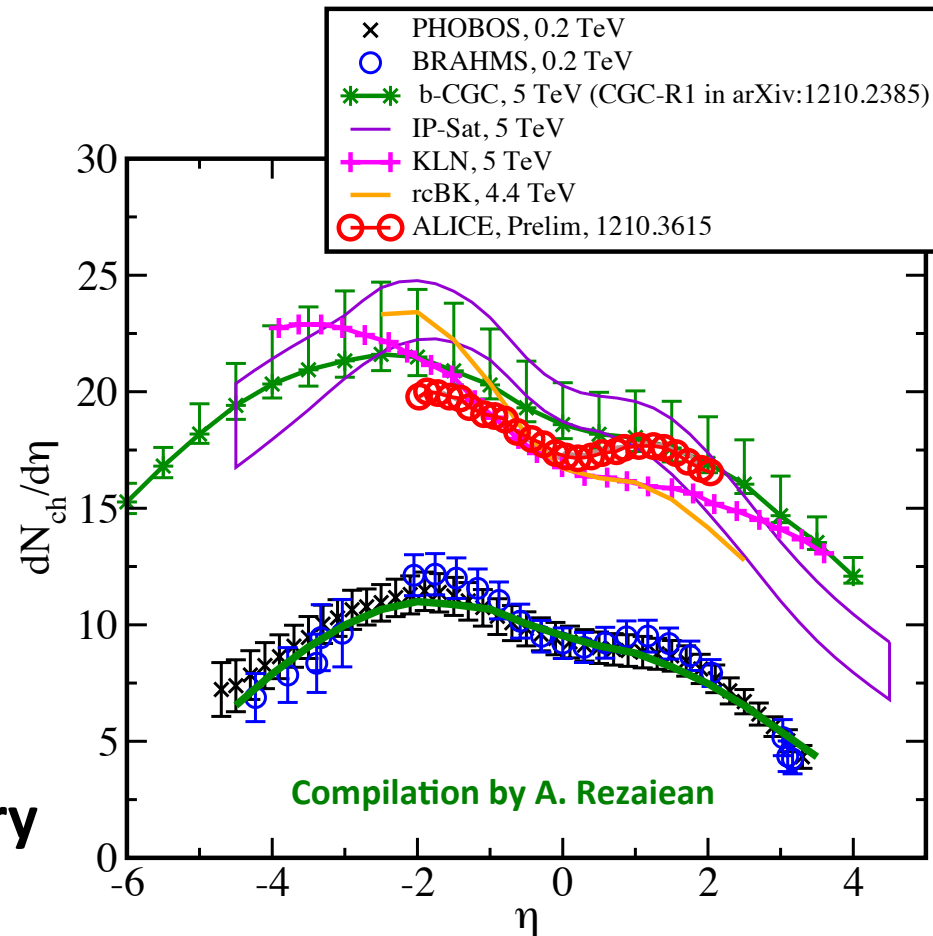 PHOBOS, 0.2 TeV
BRAHMS, 0.2 TeV
b-CGC, 5 TeV (CGC-R1 in arXiv:1210.2385)
IP-Sat, 5 TeV
KLN, 5 TeV
rcBK, 4.4 TeV
ALICE, Prelim, 1210.3615
30
25
20
15
10
5
0
dN_ch/dη
Compilation by A. Rezaiean
ry
-6 -4 -2 0 2 4
η